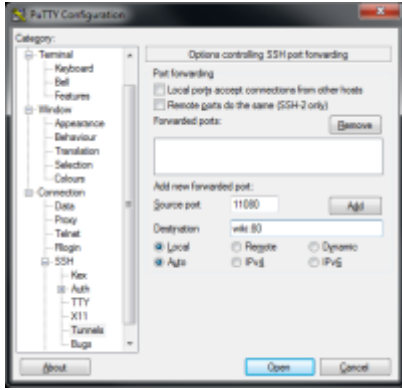 PuTTY Configuration
Category:
Terminal
Keyboard
Bell
Features
Window
Appearance
Behaviour
Translation
Selection
Colours
Connection
Data
Proxy
Telnet
Rlogin
SSH
Kex
Auth
TTY
X11
Tunnels
Bugs
Options controlling SSH port forwarding
Port forwarding
Local ports accept connections from other hosts
Remote ports do the same (SSH-2 only)
Forwarded ports:
Remove
Add new forwarded port:
Source port 11080 Add
Destination wiki:80
Local Remote Dynamic
Auto IPv4 IPv6
About Open Cancel